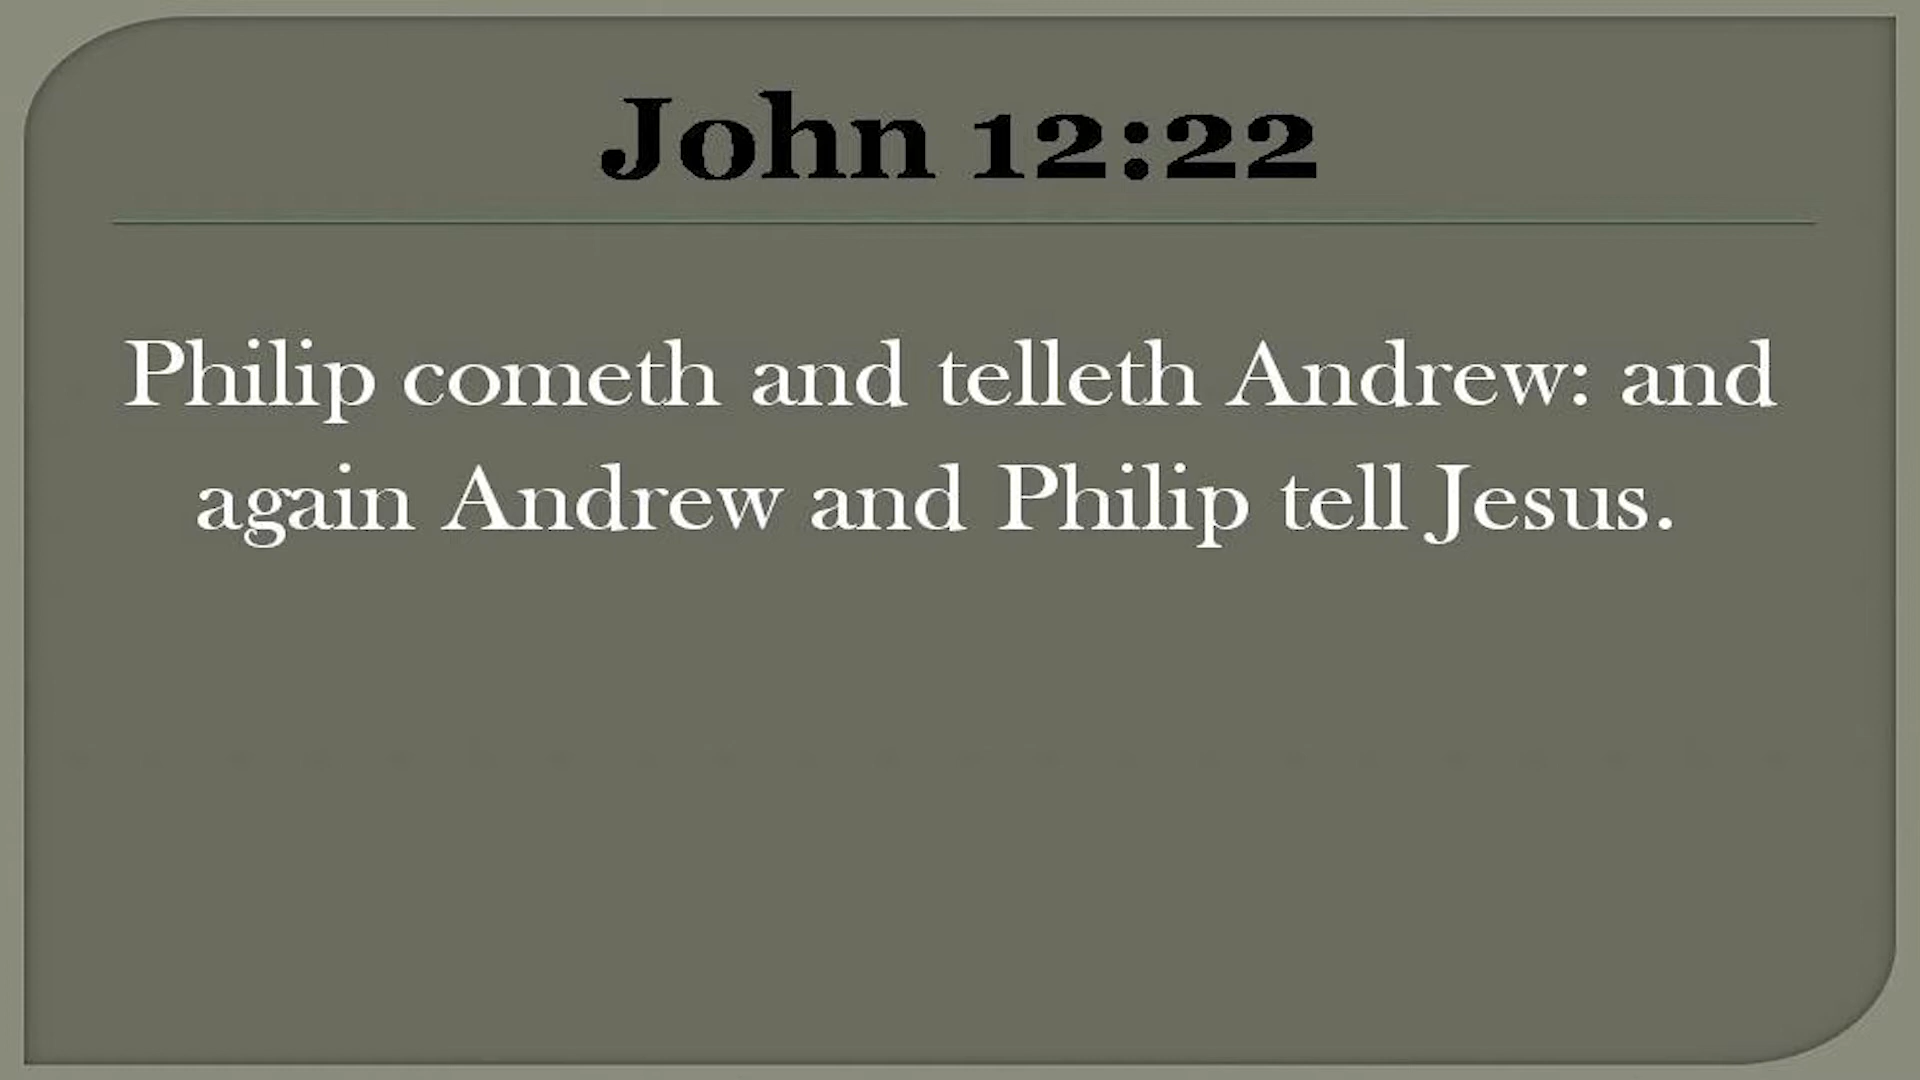 John 12:22
Philip cometh and telleth Andrew: and
again Andrew and Philip tell Jesus.